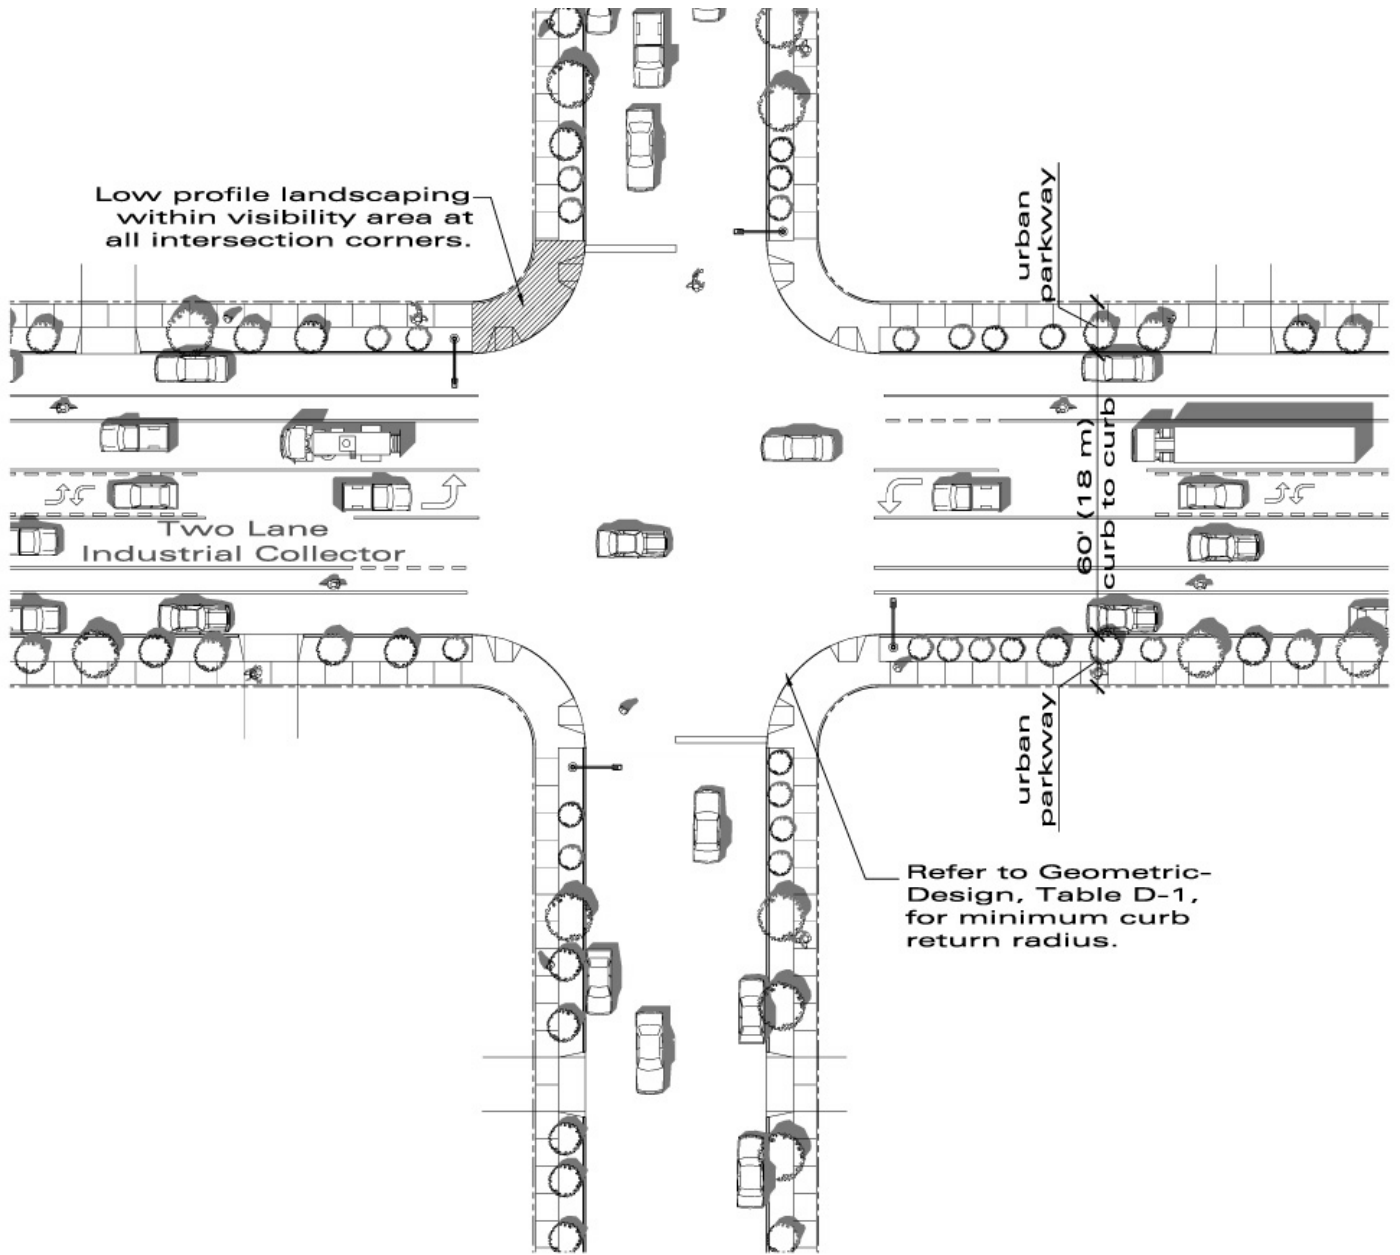 Low profile landscaping
within visibility area at
all intersection corners.
urban
parkway
60' (18 m)
curb to curb
Two Lane
Industrial Collector
urban
parkway
Refer to Geometric-
Design, Table D-1,
for minimum curb
return radius.